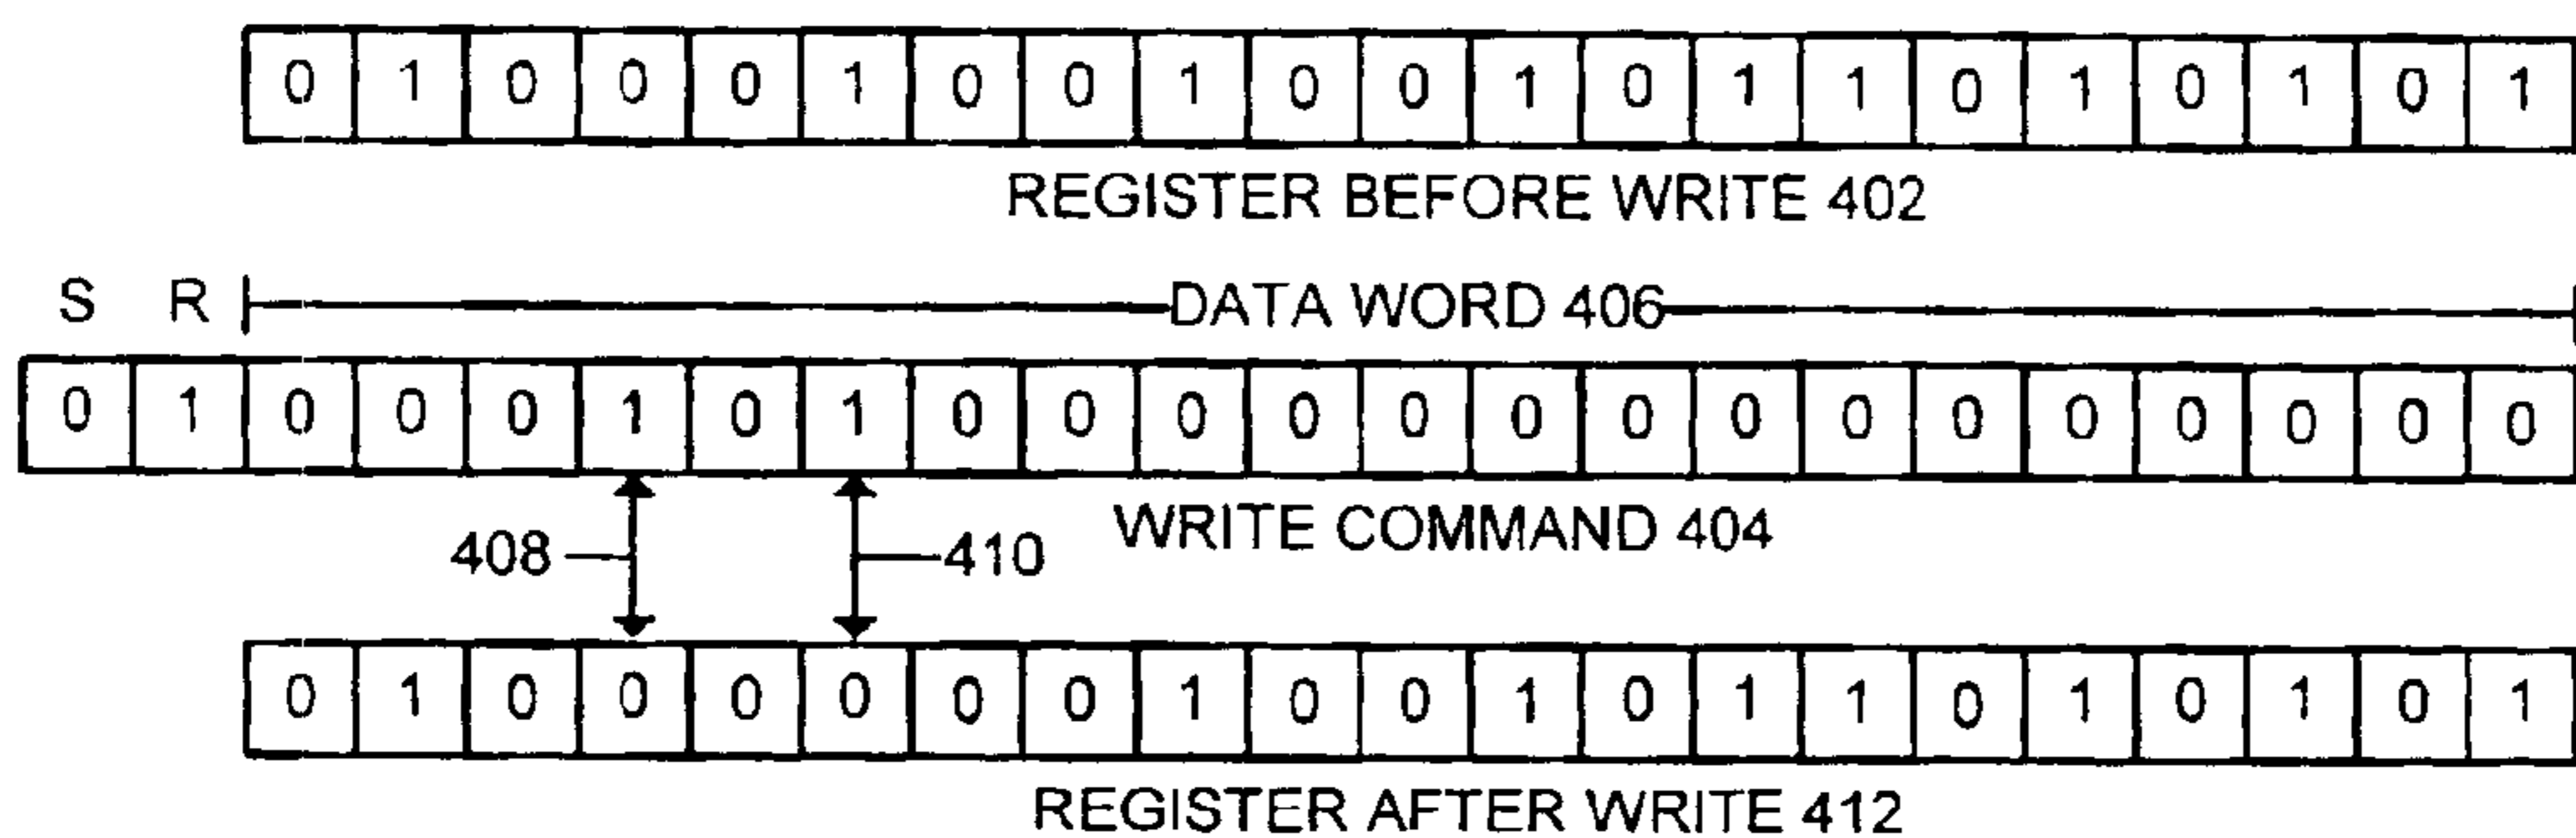 0 1 0 0 0 1 0 0 1 0 0 1 0 1 1 0 1 0 1 0 1
REGISTER BEFORE WRITE 402
S R DATA WORD 406
0 1 0 0 0 1 0 1 0 0 0 0 0 0 0 0 0 0 0 0 0 0 0
408 410 WRITE COMMAND 404
0 1 0 0 0 0 0 0 1 0 0 1 0 1 1 0 1 0 1 0 1
REGISTER AFTER WRITE 412